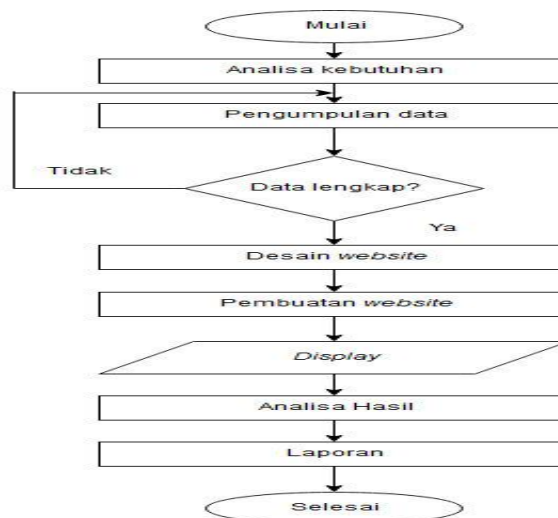 Mulai
Analisa kebutuhan
Pengumpulan data
Tidak
Data lengkap?
Ya
Desain website
Pembuatan website
Display
Analisa Hasil
Laporan
Selesai